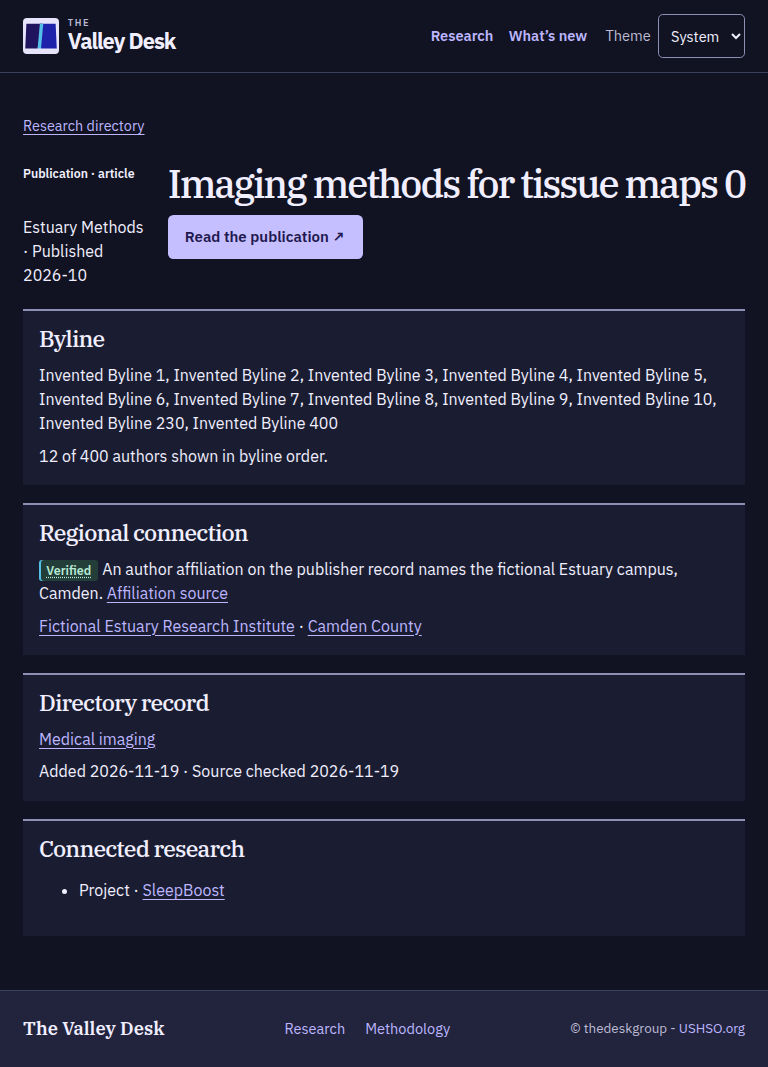 THE
Valley Desk
Research What's new Theme System
Research directory
Publication · article
Imaging methods for tissue maps 0
Read the publication ↗
Estuary Methods
· Published
2026-10
Byline
Invented Byline 1, Invented Byline 2, Invented Byline 3, Invented Byline 4, Invented Byline 5,
Invented Byline 6, Invented Byline 7, Invented Byline 8, Invented Byline 9, Invented Byline 10,
Invented Byline 230, Invented Byline 400
12 of 400 authors shown in byline order.
Regional connection
Verified An author affiliation on the publisher record names the fictional Estuary campus,
Camden. Affiliation source
Fictional Estuary Research Institute · Camden County
Directory record
Medical imaging
Added 2026-11-19 · Source checked 2026-11-19
Connected research
• Project · SleepBoost
The Valley Desk Research Methodology © thedeskgroup - USHSO.org